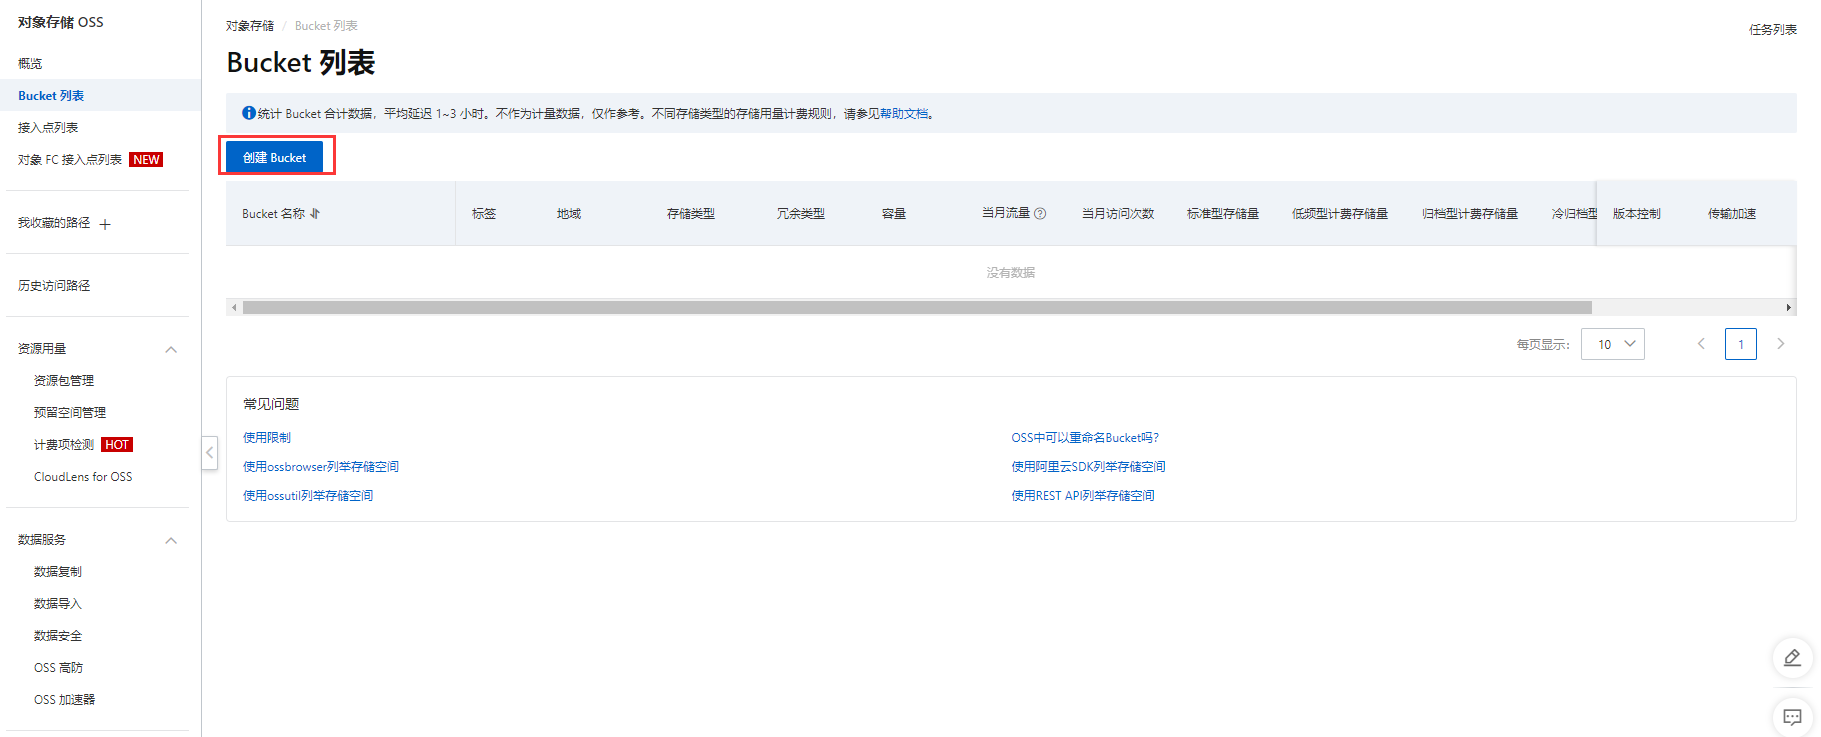 对象存储 OSS
概览
Bucket 列表
接入点列表
对象 FC 接入点列表 NEW
我收藏的路径
历史访问路径
资源用量
资源包管理
预留空间管理
计费项检测 HOT
CloudLens for OSS
数据服务
数据复制
数据导入
数据安全
OSS 高防
OSS 加速器
对象存储 / Bucket 列表
任务列表
Bucket 列表
统计 Bucket 合计数据，平均延迟 1~3 小时。不作为计量数据，仅作参考。不同存储类型的存储用量计费规则，请参见帮助文档。
创建 Bucket
Bucket 名称 标签 地域 存储类型 冗余类型 容量 当月流量 当月访问次数 标准型存储量 低频型计费存储量 归档型计费存储量 冷归档型 版本控制 传输加速
没有数据
每页显示： 10 1
常见问题
使用限制
OSS中可以重命名Bucket吗？
使用ossbrowser列举存储空间
使用阿里云SDK列举存储空间
使用ossutil列举存储空间
使用REST API列举存储空间